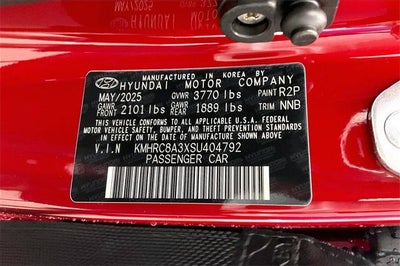 MANUFACTURED IN KOREA BY
HYUNDAI MOTOR COMPANY
MAY/2025 GVWR 3770 lbs PAINT R2P
GAWR FRONT 2101 lbs GAWR REAR 1889 lbs TRIM NNB
THIS VEHICLE CONFORMS TO ALL APPLICABLE FEDERAL
MOTOR VEHICLE SAFETY, BUMPER, AND THEFT PREVENTION STANDARDS
IN EFFECT ON THE DATE OF MANUFACTURE SHOWN ABOVE
V.I.N KMHRC8A3XSU404792
PASSENGER CAR